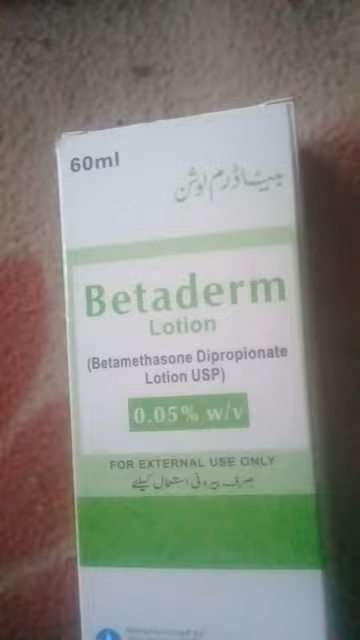 60ml
بیٹاڈرم لوشن
Betaderm
Lotion
(Betamethasone Dipropionate
Lotion USP)
0.05% w/v
FOR EXTERNAL USE ONLY
صرف بیرونی استعمال کیلئے